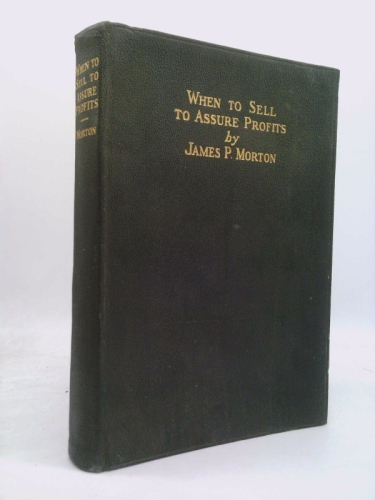 WHEN TO
SELL TO
ASSURE
PROFITS
MORTON
WHEN TO SELL
TO ASSURE PROFITS
by
JAMES P. MORTON